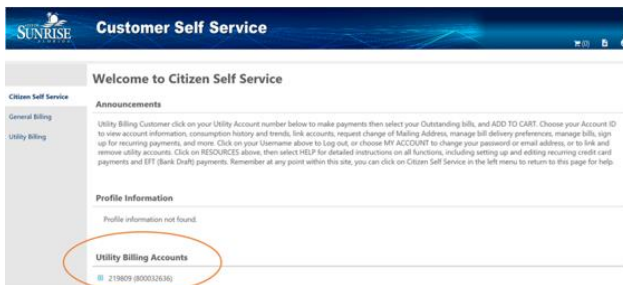 SUNRISE
FLORIDA
Customer Self Service
(0)
Welcome to Citizen Self Service
Citizen Self Service
Announcements
General Billing
Utility Billing
Utility Billing Customer click on your Utility Account number below to make payments then select your Outstanding bills, and ADD TO CART. Choose your Account ID
to view account information, consumption history and trends, link accounts, request change of Mailing Address, manage bill delivery preferences, manage bills, sign
up for recurring payments, and more. Click on your Username above to Log out, or choose MY ACCOUNT to change your password or email address, or to link and
remove utility accounts. Click on RESOURCES above, then select HELP for detailed instructions on all functions, including setting up and editing recurring credit card
payments and EFT (Bank Draft) payments. Remember at any point within this site, you can click on Citizen Self Service in the left menu to return to this page for help.
Profile Information
Profile information not found.
Utility Billing Accounts
219809 (800032636)